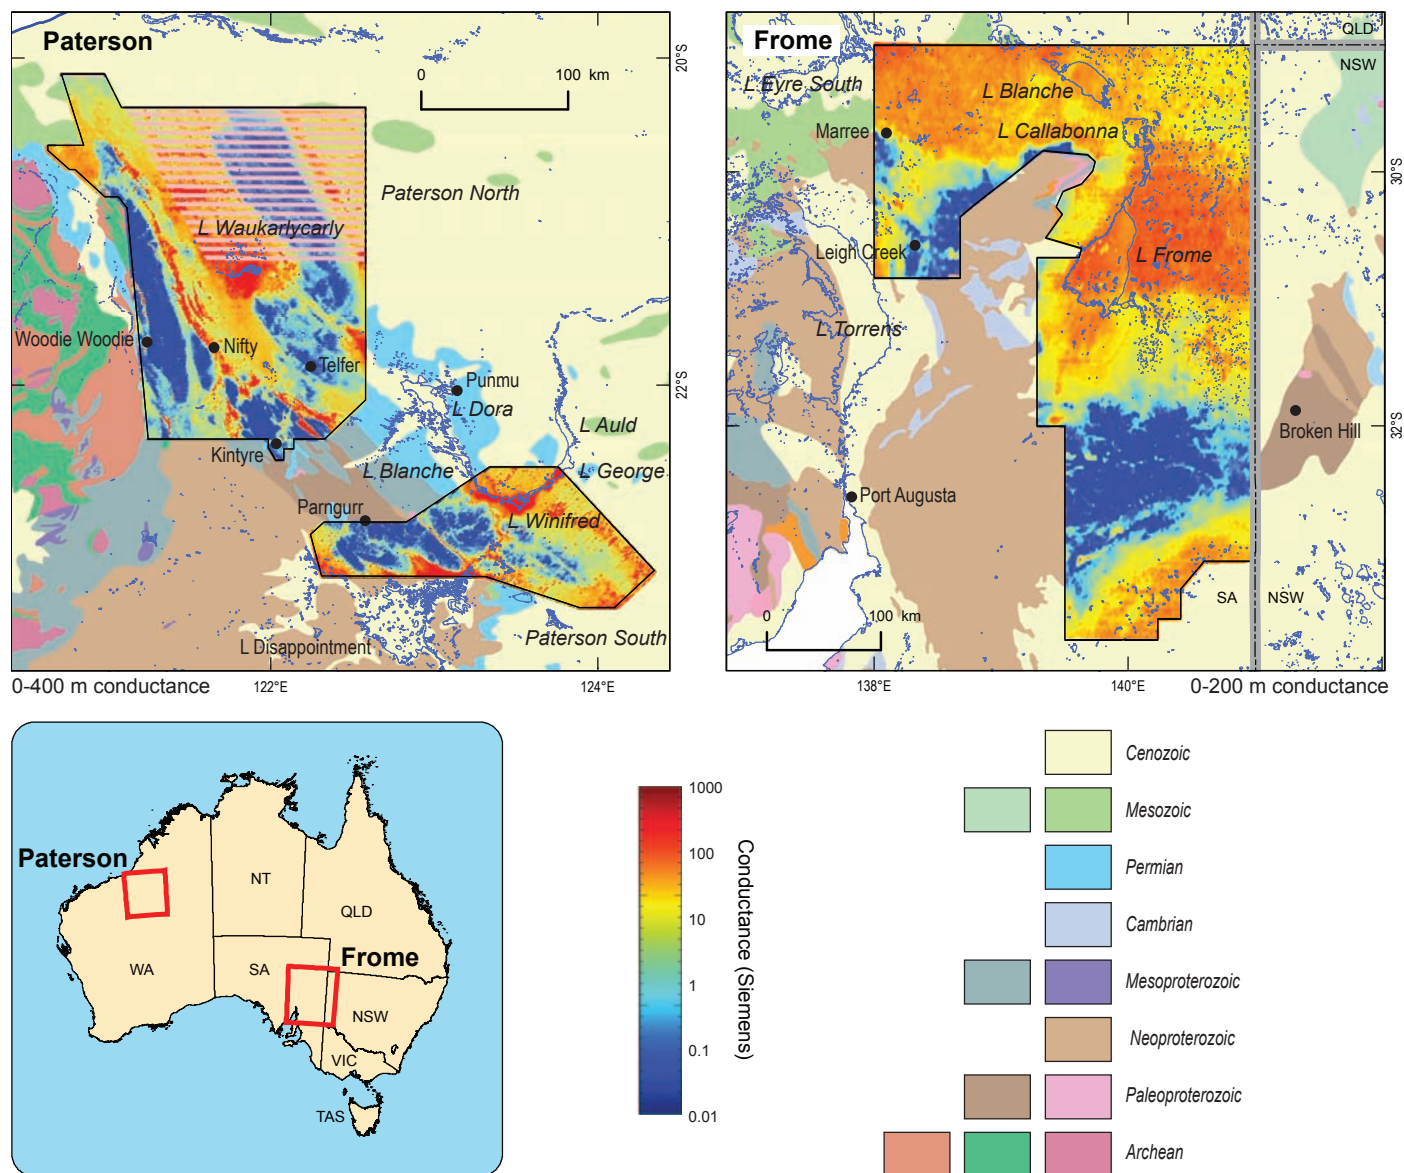 Paterson
0 100 km
20°S
Paterson North
L Waukarlycarly
Woodie Woodie
Nifty
Telfer
Punmu
22°S
L Dora
L Auld
Kintyre
L Blanche
L George
Parngurr
L Winifred
Paterson South
L Disappointment
0-400 m conductance
122°E
124°E
Frome
QLD
NSW
L Eyre South
L Blanche
Marree
L Callabonna
30°S
Leigh Creek
L Frome
L Torrens
32°S
Broken Hill
Port Augusta
SA
NSW
0 100 km
138°E
140°E
0-200 m conductance
Paterson
NT
QLD
WA
SA
Frome
NSW
VIC
TAS
1000
100
10
1
0.1
0.01
Conductance (Siemens)
Cenozoic
Mesozoic
Permian
Cambrian
Mesoproterozoic
Neoproterozoic
Paleoproterozoic
Archean